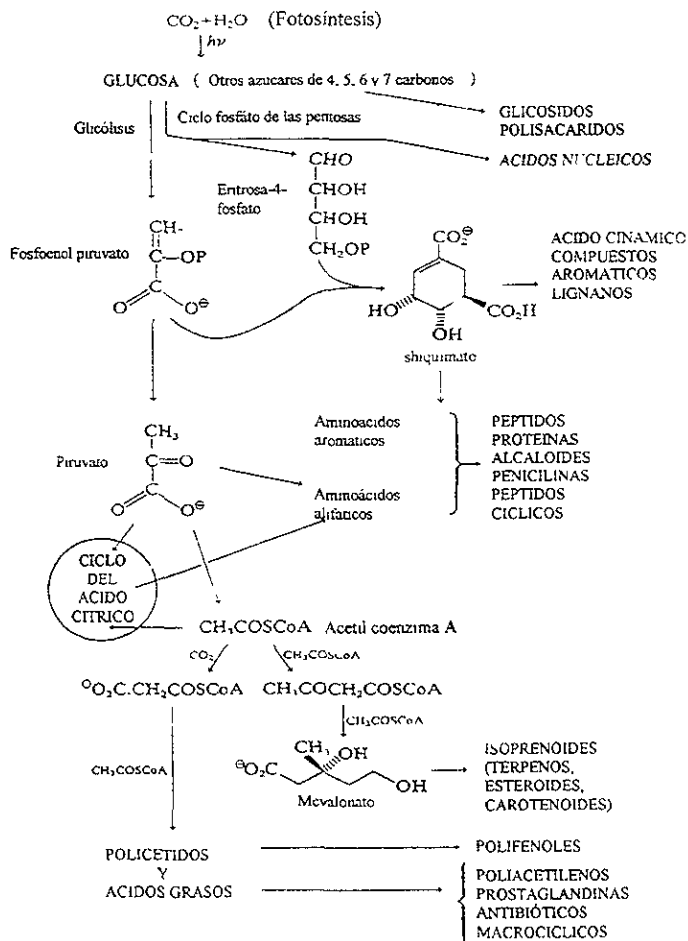 CO₂+H₂O (Fotosíntesis)
hν
GLUCOSA ( Otros azucares de 4, 5, 6 y 7 carbonos )
GLICOSIDOS
POLISACARIDOS
Glicólisis
Ciclo fosfato de las pentosas
ACIDOS NUCLEICOS
Eritrosa-4-
fosfato
CHO
CHOH
CHOH
CH₂OP
Fosfoenol piruvato
CH-
C—OP
C
O
O⊖
CO₂⊖
HO
OH
CO₂H
shiquimato
ACIDO CINAMICO
COMPUESTOS
AROMATICOS
LIGNANOS
Piruvato
CH₃
C=O
C
O
O⊖
Aminoacidos
aromaticos
Aminoácidos
alifaticos
PEPTIDOS
PROTEINAS
ALCALOIDES
PENICILINAS
PEPTIDOS
CICLICOS
CICLO
DEL
ACIDO
CITRICO
CH₃COSCoA Acetil coenzima A
CO₂
CH₃COSCoA
⊖O₂C.CH₂COSCoA
CH₃COCH₂COSCoA
CH₃COSCoA
CH₃COSCoA
⊖O₂C
CH₃
OH
OH
Mevalonato
ISOPRENOIDES
(TERPENOS,
ESTEROIDES,
CAROTENOIDES)
POLICETIDOS
Y
ACIDOS GRASOS
POLIFENOLES
POLIACETILENOS
PROSTAGLANDINAS
ANTIBIÓTICOS
MACROCICLICOS